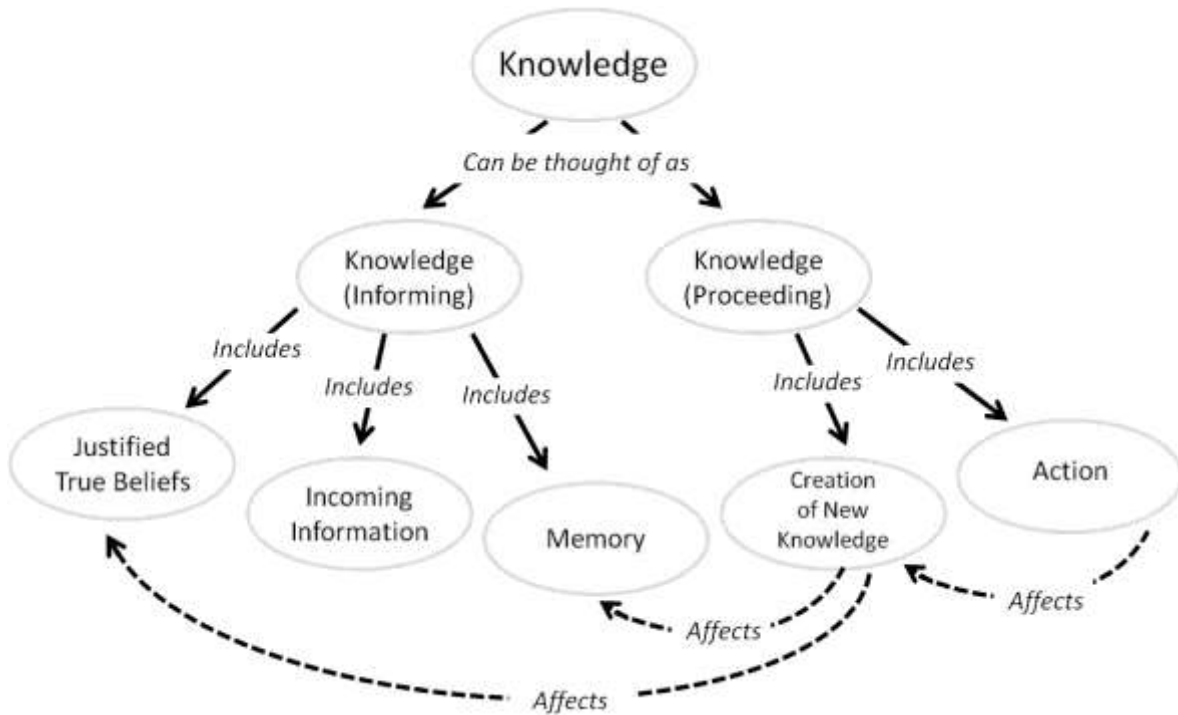 Knowledge
Can be thought of as
Knowledge
(Informing)
Knowledge
(Proceeding)
Includes
Includes
Includes
Includes
Includes
Justified
True Beliefs
Incoming
Information
Memory
Creation
of New
Knowledge
Action
Affects
Affects
Affects